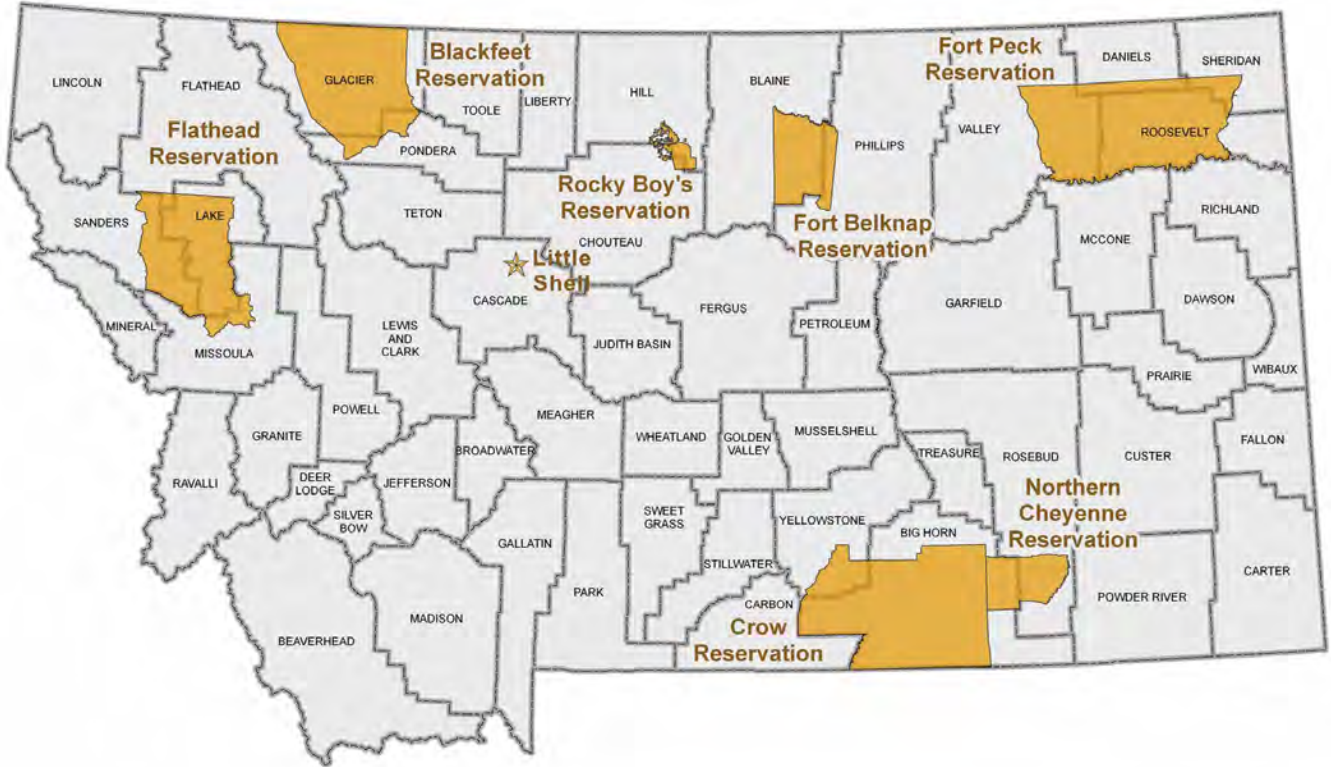 Blackfeet
Reservation
Fort Peck
Reservation
DANIELS
SHERIDAN
LINCOLN
FLATHEAD
GLACIER
TOOLE
LIBERTY
HILL
BLAINE
PHILLIPS
VALLEY
ROOSEVELT
Flathead
Reservation
PONDERA
Rocky Boy's
Reservation
SANDERS
LAKE
TETON
CHOUTEAU
Fort Belknap
Reservation
MCCONE
RICHLAND
Little
Shell
CASCADE
FERGUS
GARFIELD
DAWSON
MINERAL
MISSOULA
LEWIS
AND
CLARK
JUDITH BASIN
PETROLEUM
PRAIRIE
WIBAUX
POWELL
MEAGHER
GRANITE
WHEATLAND
GOLDEN
VALLEY
MUSSELSHELL
TREASURE
ROSEBUD
CUSTER
FALLON
RAVALLI
DEER
LODGE
JEFFERSON
BROADWATER
SILVER
BOW
GALLATIN
SWEET
GRASS
YELLOWSTONE
BIG HORN
Northern
Cheyenne
Reservation
STILLWATER
CARTER
PARK
CARBON
POWDER RIVER
MADISON
BEAVERHEAD
Crow
Reservation